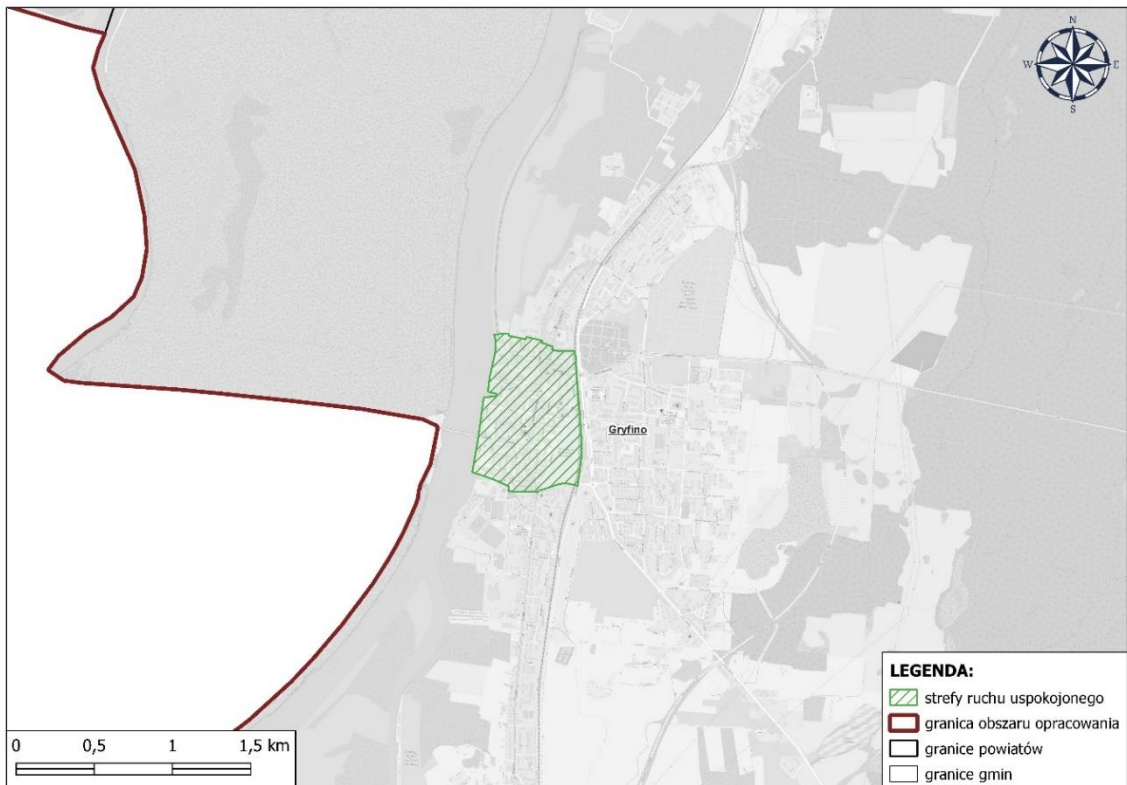 N
W
E
S
Gryfino
LEGENDA:
strefy ruchu uspokojonego
granica obszaru opracowania
granice powiatów
granice gmin
0 0,5 1 1,5 km